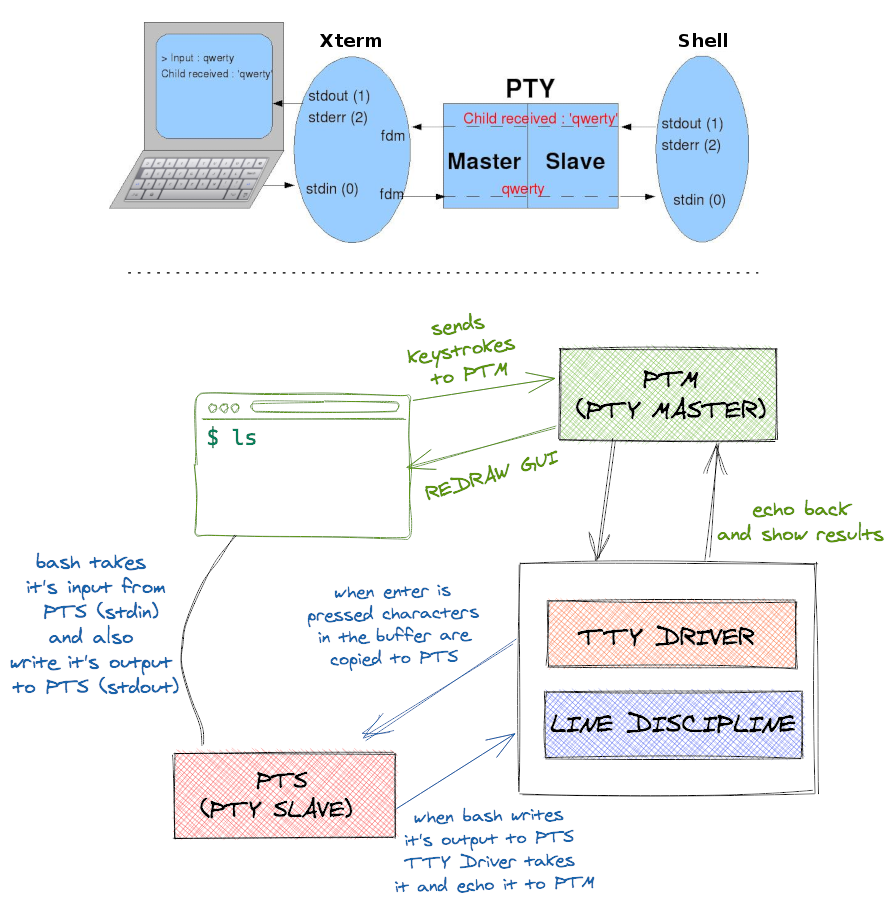 Xterm
Shell
> Input : qwerty
Child received : 'qwerty'
PTY
stdout (1)
stderr (2)
fdm
Child received : 'qwerty'
stdout (1)
stderr (2)
Master
Slave
stdin (0)
fdm
qwerty
stdin (0)
sends
keystrokes
to PTM
PTM
(PTY MASTER)
$ ls
REDRAW GUI
echo back
and show results
bash takes
it's input from
PTS (stdin)
and also
write it's output
to PTS (stdout)
when enter is
pressed characters
in the buffer are
copied to PTS
TTY DRIVER
LINE DISCIPLINE
PTS
(PTY SLAVE)
when bash writes
it's output to PTS
TTY Driver takes
it and echo it to PTM